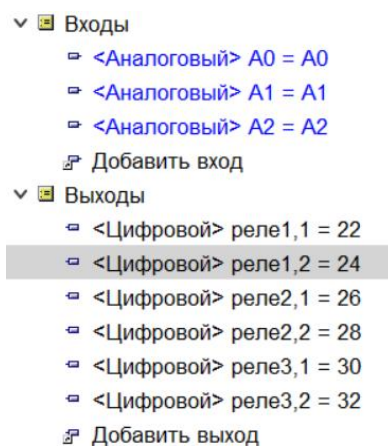 Входы
<Аналоговый> A0 = A0
<Аналоговый> A1 = A1
<Аналоговый> A2 = A2
Добавить вход
Выходы
<Цифровой> реле1,1 = 22
<Цифровой> реле1,2 = 24
<Цифровой> реле2,1 = 26
<Цифровой> реле2,2 = 28
<Цифровой> реле3,1 = 30
<Цифровой> реле3,2 = 32
Добавить выход